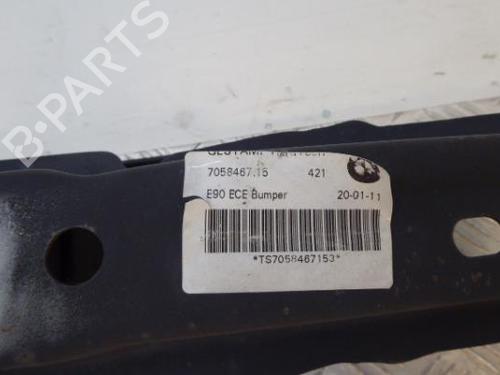 7058467.15 421
E90 ECE Bumper 20-01-11
*TS7058467153*
B-PARTS